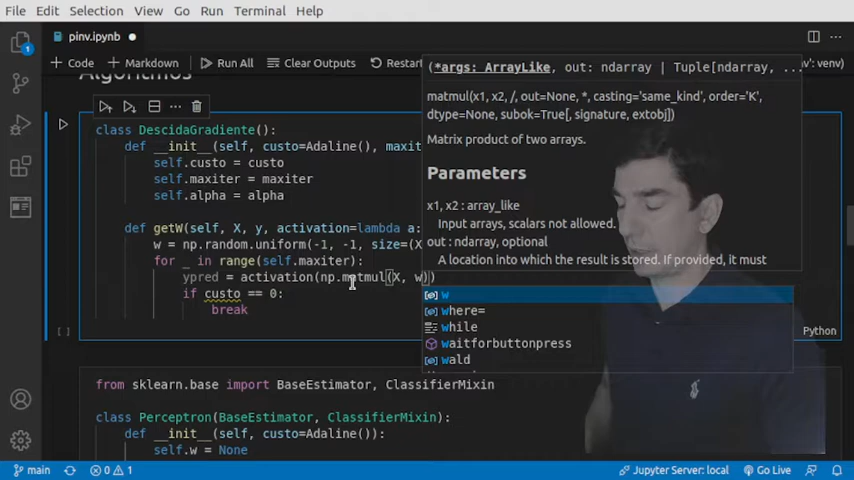 File Edit Selection View Go Run Terminal Help
pinv.ipynb
1
+ Code + Markdown Run All Clear Outputs Restart : venv)
Algoritmos
class DescidaGradiente():
def __init__(self, custo=Adaline(), maxit
self.custo = custo
self.maxiter = maxiter
self.alpha = alpha
def getW(self, X, y, activation=lambda a:
w = np.random.uniform(-1, -1, size=(X
for _ in range(self.maxiter):
ypred = activation(np.matmul(X, w))
if custo == 0:
break
Python
(*args: ArrayLike, out: ndarray | Tuple[ndarray, ...
matmul(x1, x2, /, out=None, *, casting='same_kind', order='K',
dtype=None, subok=True[, signature, extobj])
Matrix product of two arrays.
Parameters
x1, x2 : array_like
Input arrays, scalars not allowed.
out : ndarray, optional
A location into which the result is stored. If provided, it must
w
where=
while
waitforbuttonpress
wald
from sklearn.base import BaseEstimator, ClassifierMixin
class Perceptron(BaseEstimator, ClassifierMixin):
def __init__(self, custo=Adaline()):
self.w = None
main 0 1 Jupyter Server: local Go Live Prettier